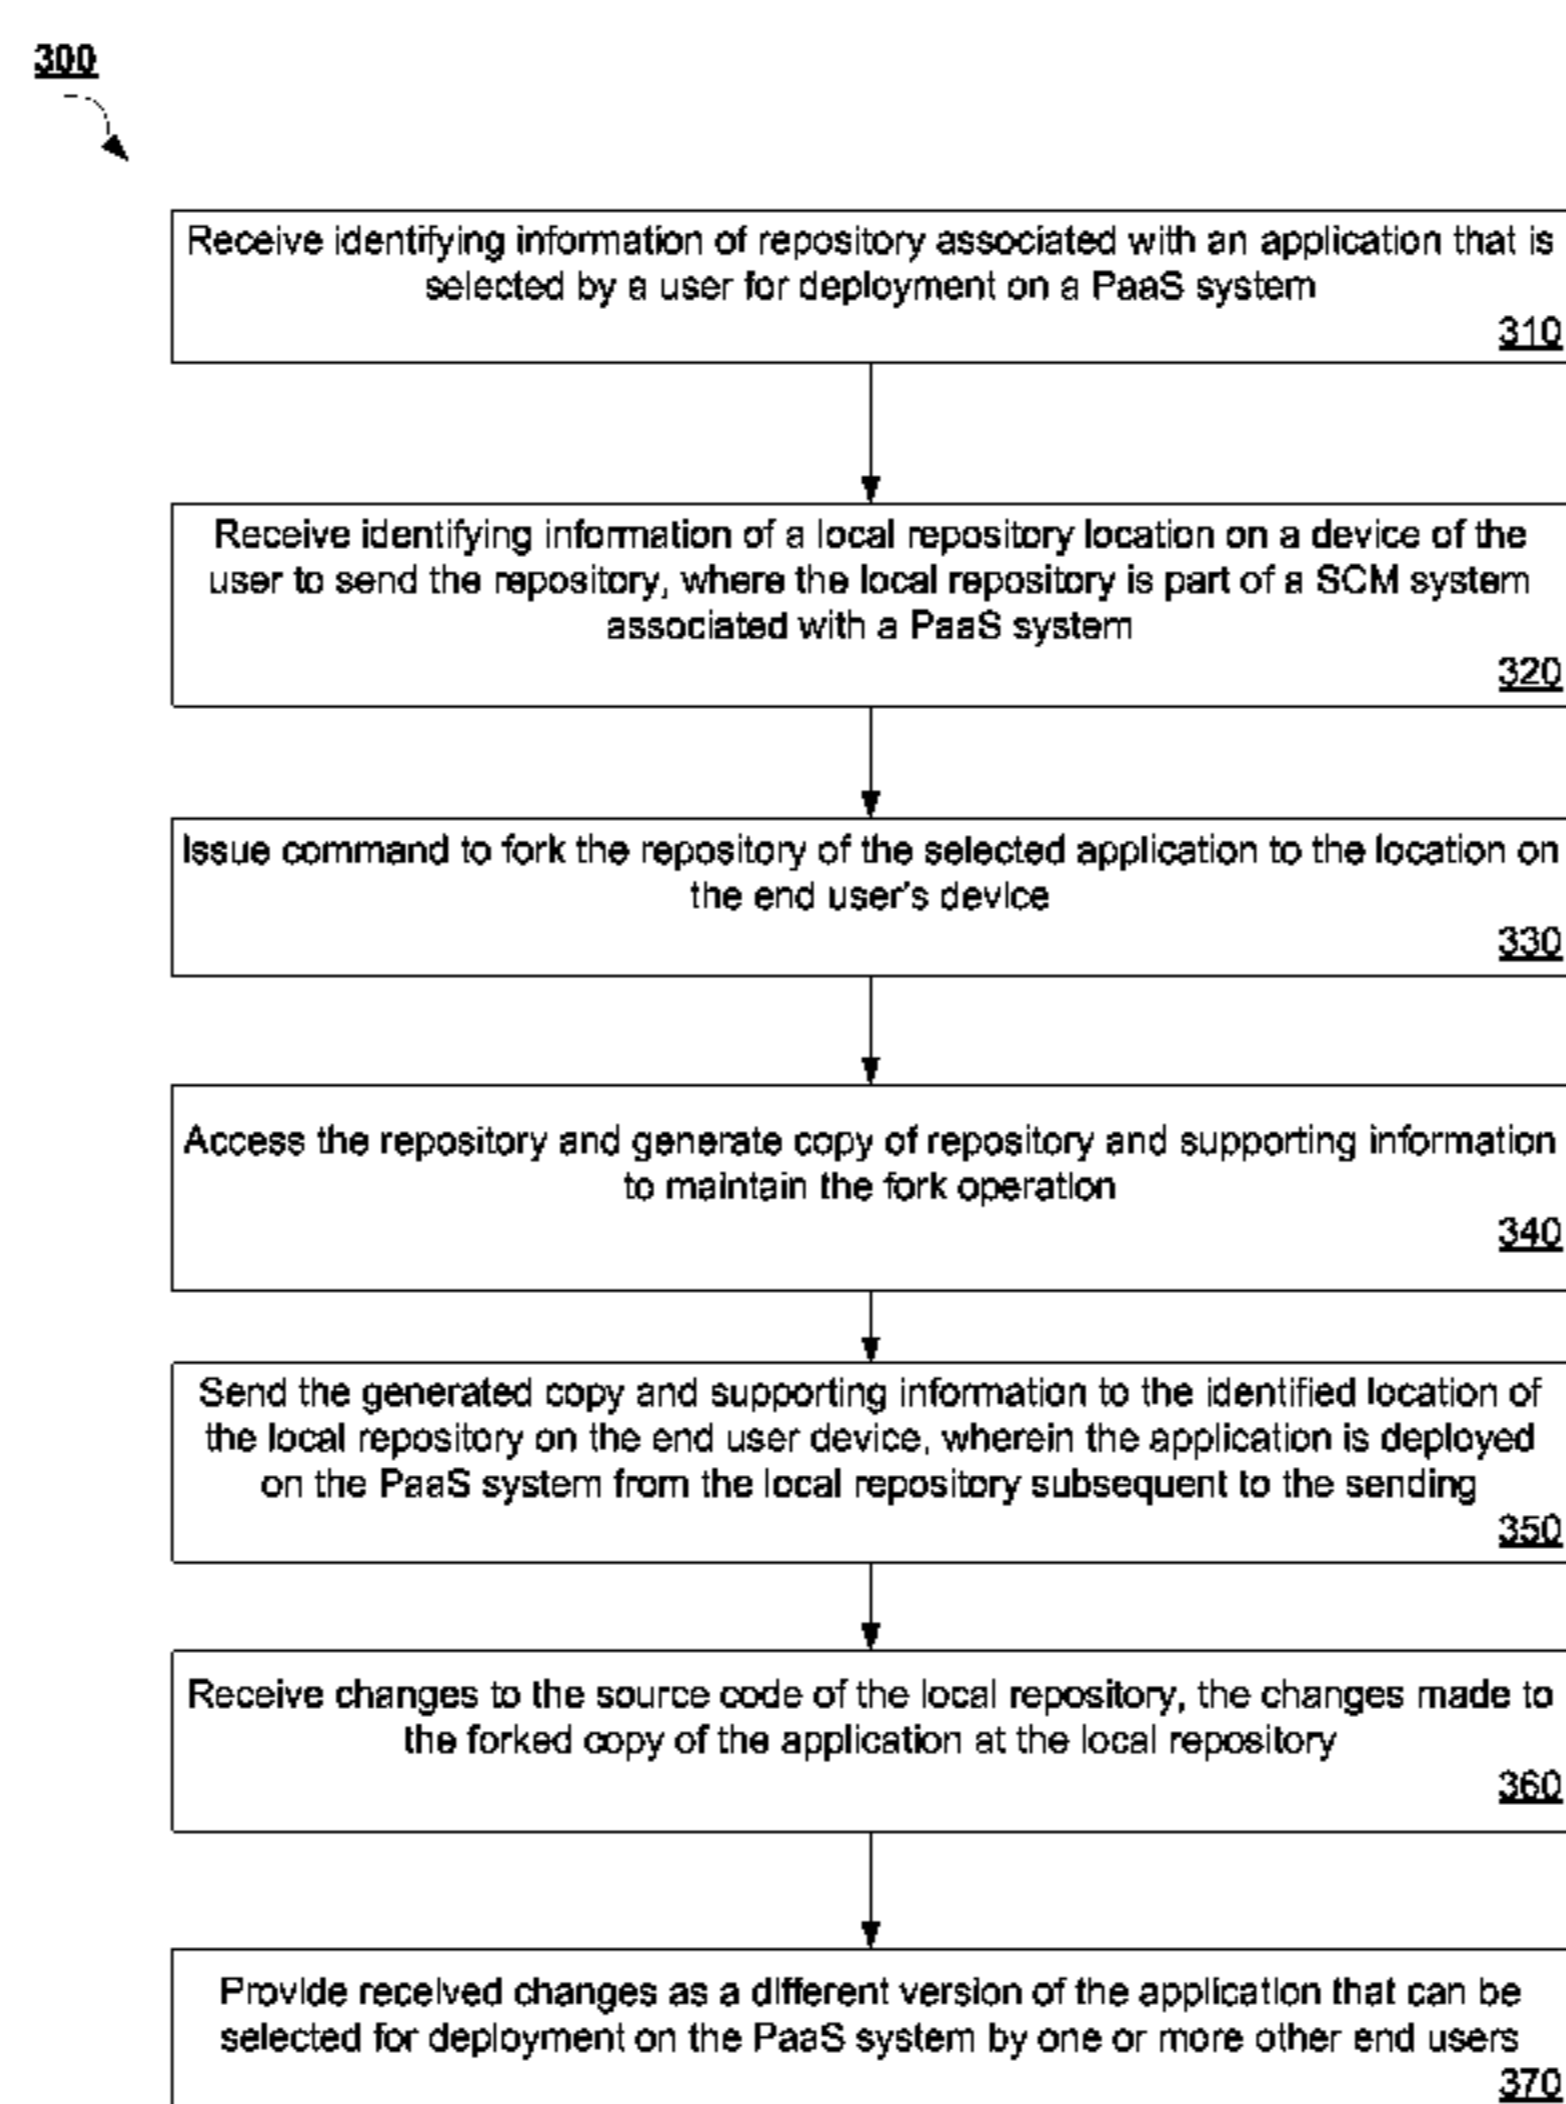 300
Receive identifying information of repository associated with an application that is
selected by a user for deployment on a PaaS system
310
Receive identifying information of a local repository location on a device of the
user to send the repository, where the local repository is part of a SCM system
associated with a PaaS system
320
Issue command to fork the repository of the selected application to the location on
the end user's device
330
Access the repository and generate copy of repository and supporting information
to maintain the fork operation
340
Send the generated copy and supporting information to the identified location of
the local repository on the end user device, wherein the application is deployed
on the PaaS system from the local repository subsequent to the sending
350
Receive changes to the source code of the local repository, the changes made to
the forked copy of the application at the local repository
360
Provide received changes as a different version of the application that can be
selected for deployment on the PaaS system by one or more other end users
370